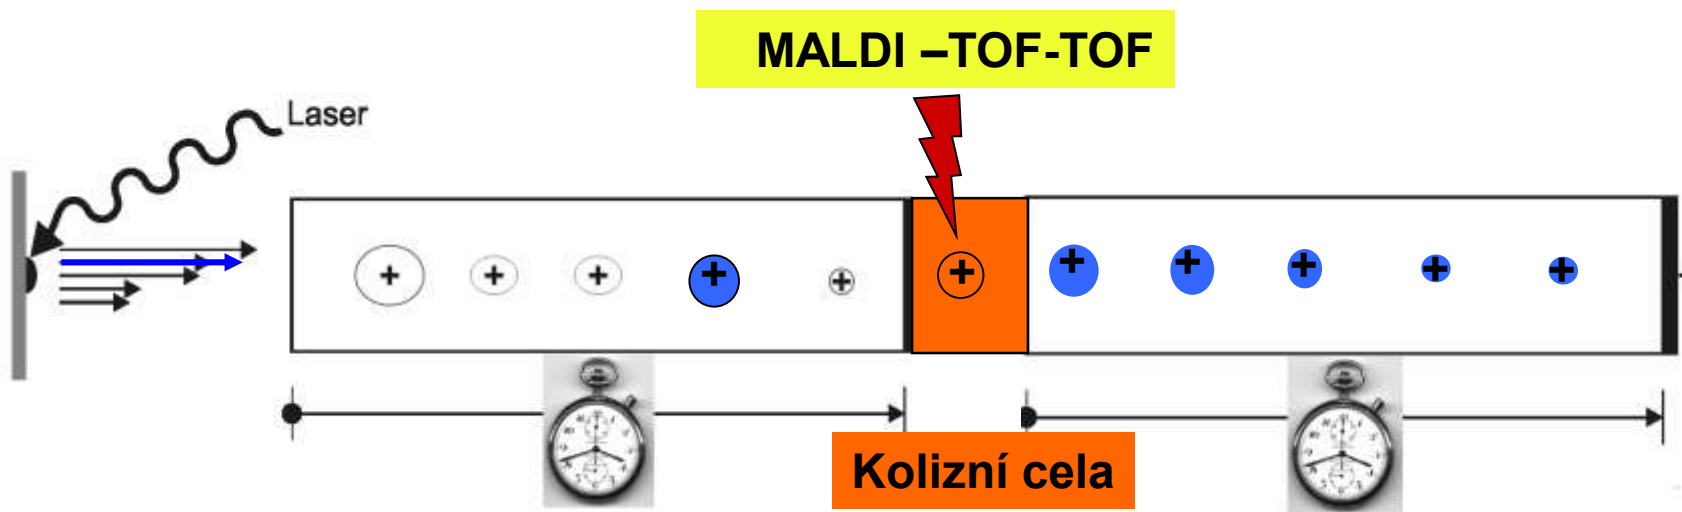 MALDI –TOF-TOF
Laser
+ + + + + + + + + + +
Kolizní cela